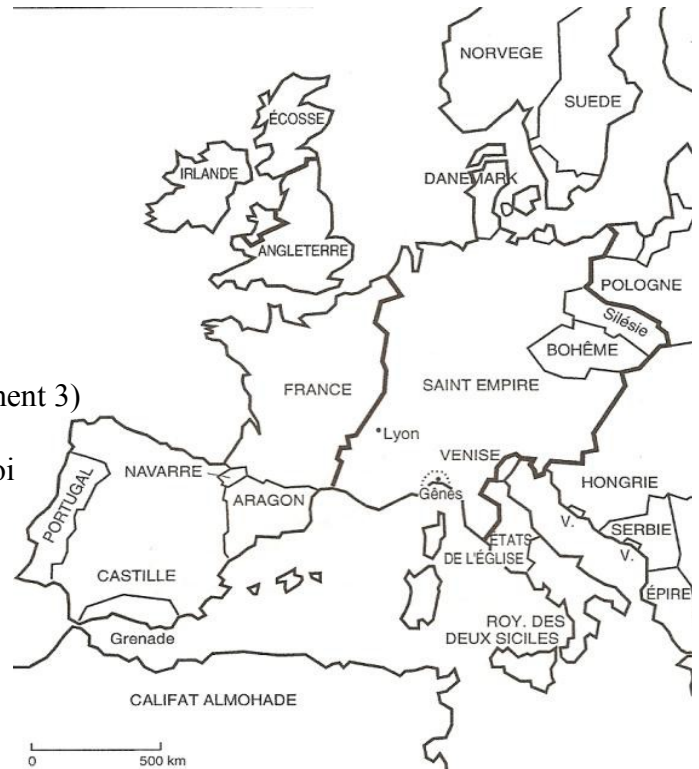 NORVEGE
SUEDE
ÉCOSSE
IRLANDE
DANEMARK
ANGLETERRE
POLOGNE
Silésie
BOHÊME
ment 3)
FRANCE
SAINT EMPIRE
Lyon
VENISE
oi
NAVARRE
HONGRIE
ARAGON
Gênes
PORTUGAL
V.
SERBIE
ETATS
DE L'ÉGLISE
V.
CASTILLE
ÉPIRE
Grenade
ROY. DES
DEUX SICILES
CALIFAT ALMOHADE
0 500 km